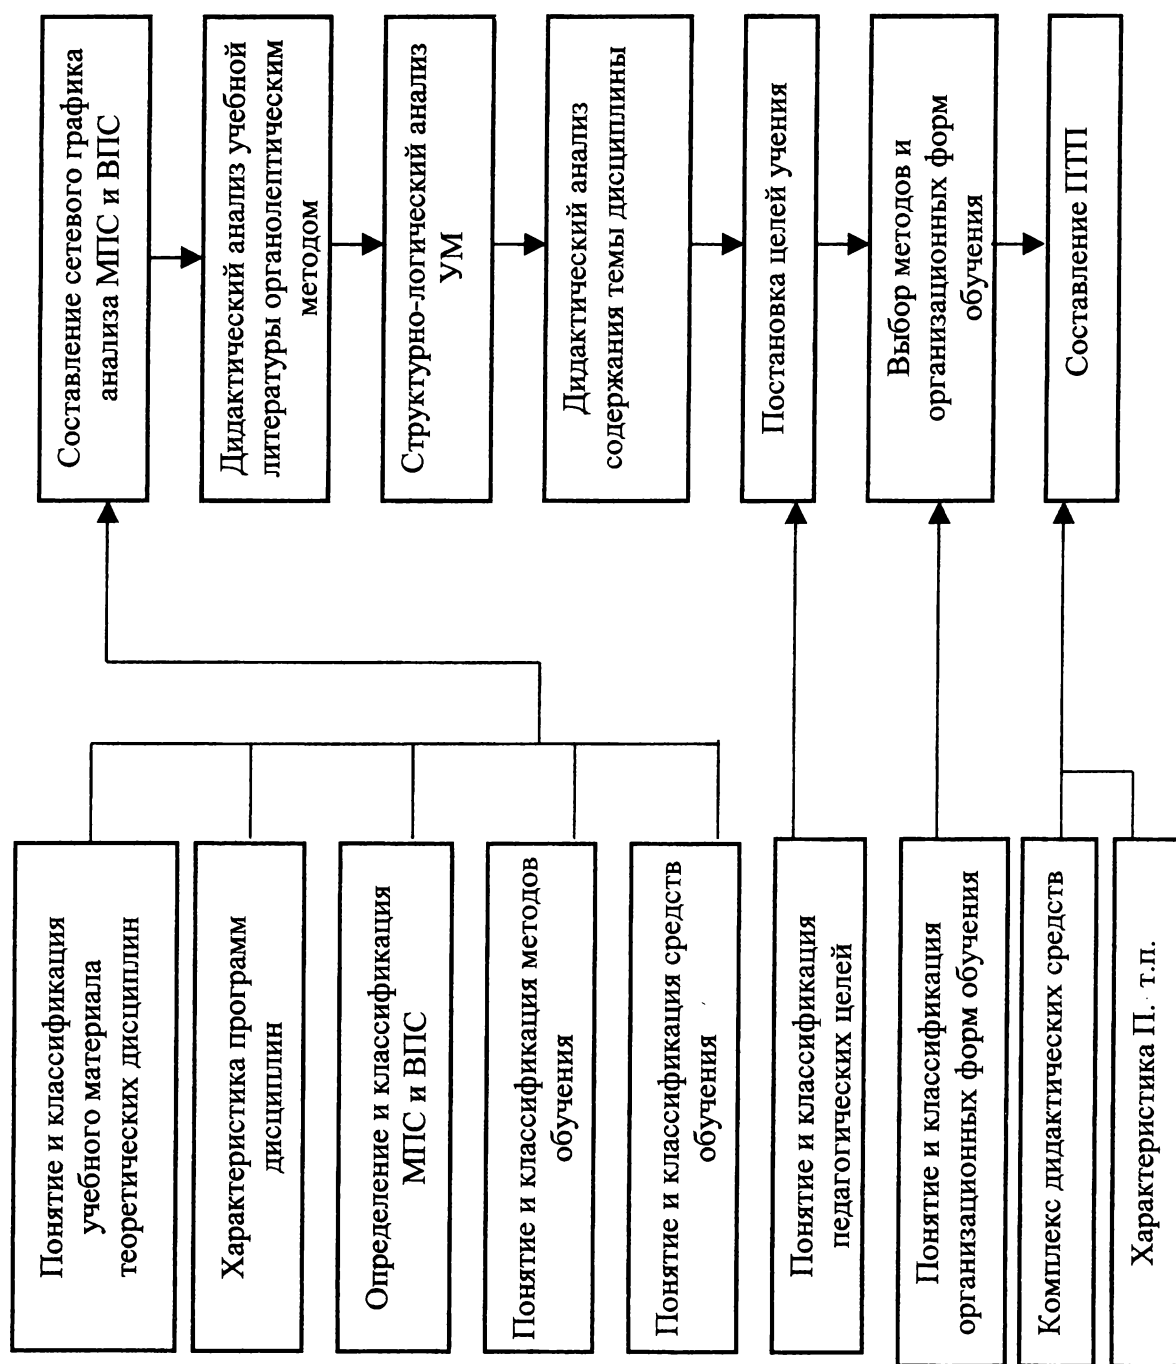 Составление сетевого графика
анализа МПС и ВПС
Дидактический анализ учебной
литературы органолептическим
методом
Структурно-логический анализ
УМ
Дидактический анализ
содержания темы дисциплины
Постановка целей учения
Выбор методов и
организационных форм
обучения
Составление ПТП
Понятие и классификация
учебного материала
теоретических дисциплин
Характеристика программ
дисциплин
Определение и классификация
МПС и ВПС
Понятие и классификация методов
обучения
Понятие и классификация средств
обучения
Понятие и классификация
педагогических целей
Понятие и классификация
организационных форм обучения
Комплекс дидактических средств
Характеристика П. т.п.